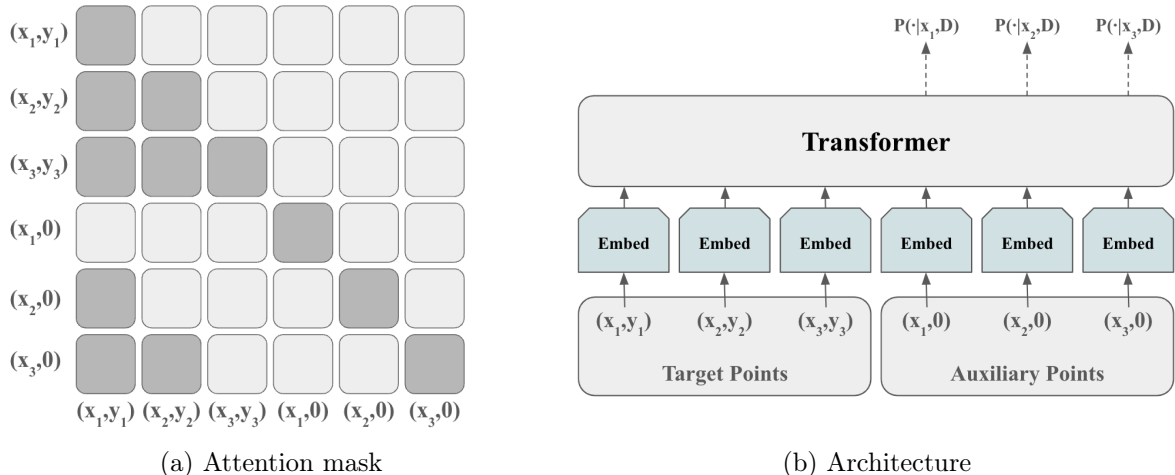 (x₁,y₁)
(x₂,y₂)
(x₃,y₃)
(x₁,0)
(x₂,0)
(x₃,0)
(x₁,y₁) (x₂,y₂) (x₃,y₃) (x₁,0) (x₂,0) (x₃,0)
(a) Attention mask
P(·|x₁,D) P(·|x₂,D) P(·|x₃,D)
Transformer
Embed Embed Embed Embed Embed Embed
(x₁,y₁) (x₂,y₂) (x₃,y₃) (x₁,0) (x₂,0) (x₃,0)
Target Points Auxiliary Points
(b) Architecture